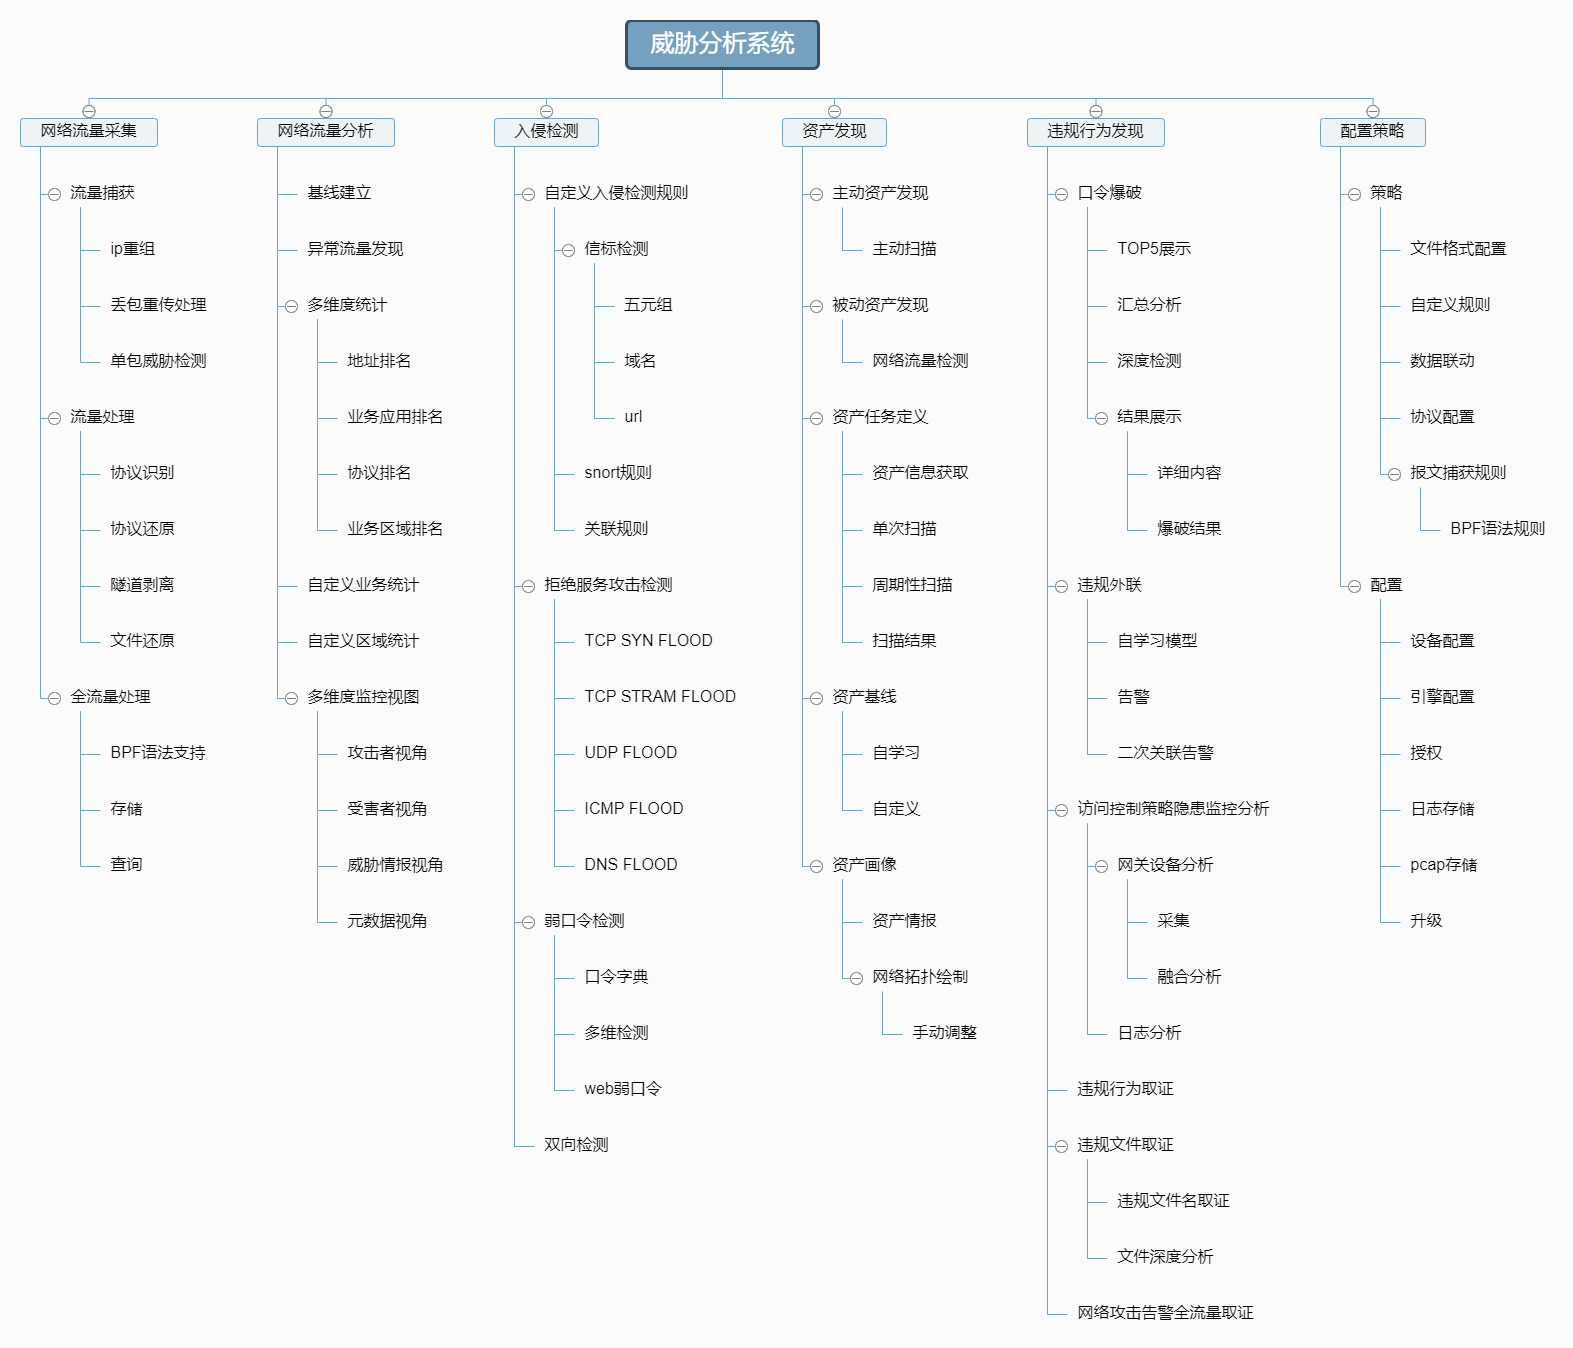 威胁分析系统
网络流量采集
流量捕获
ip重组
丢包重传处理
单包威胁检测
流量处理
协议识别
协议还原
隧道剥离
文件还原
全流量处理
BPF语法支持
存储
查询
网络流量分析
基线建立
异常流量发现
多维度统计
地址排名
业务应用排名
协议排名
业务区域排名
自定义业务统计
自定义区域统计
多维度监控视图
攻击者视角
受害者视角
威胁情报视角
元数据视角
入侵检测
自定义入侵检测规则
信标检测
五元组
域名
url
snort规则
关联规则
拒绝服务攻击检测
TCP SYN FLOOD
TCP STRAM FLOOD
UDP FLOOD
ICMP FLOOD
DNS FLOOD
弱口令检测
口令字典
多维检测
web弱口令
双向检测
资产发现
主动资产发现
主动扫描
被动资产发现
网络流量检测
资产任务定义
资产信息获取
单次扫描
周期性扫描
扫描结果
资产基线
自学习
自定义
资产画像
资产情报
网络拓扑绘制
手动调整
违规行为发现
口令爆破
TOP5展示
汇总分析
深度检测
结果展示
详细内容
爆破结果
违规外联
自学习模型
告警
二次关联告警
访问控制策略隐患监控分析
网关设备分析
采集
融合分析
日志分析
违规行为取证
违规文件取证
违规文件名取证
文件深度分析
网络攻击告警全流量取证
配置策略
策略
文件格式配置
自定义规则
数据联动
协议配置
报文捕获规则
BPF语法规则
配置
设备配置
引擎配置
授权
日志存储
pcap存储
升级